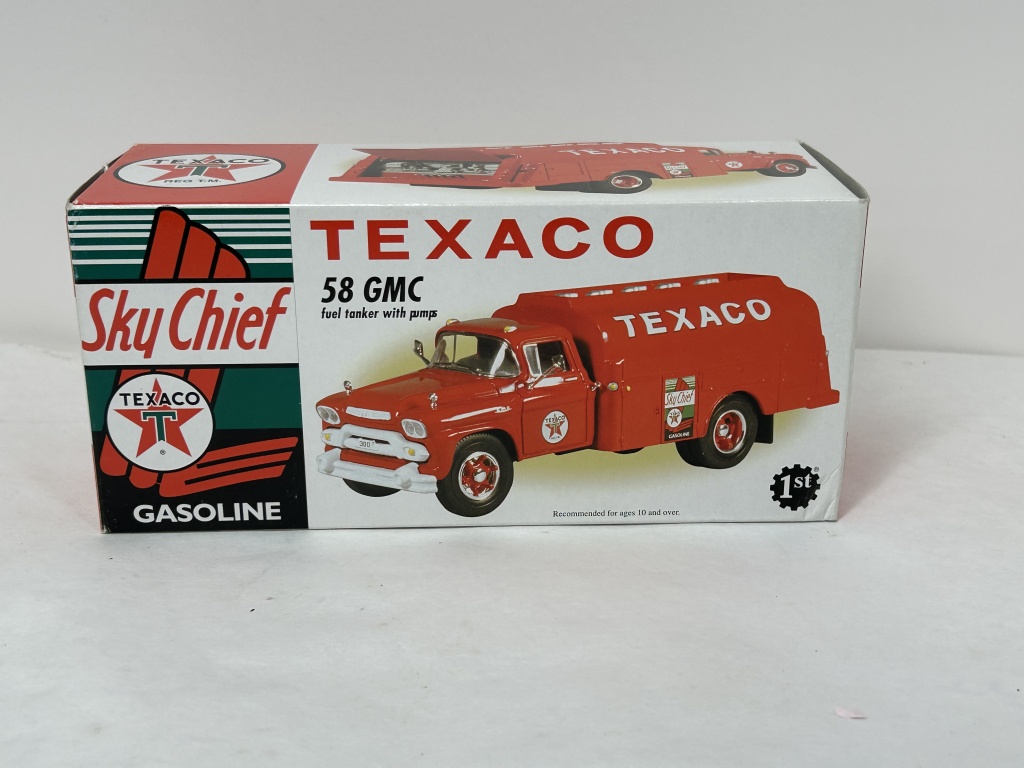 TEXACO
T
REG T.M.
TEXACO
Sky Chief
TEXACO
T
®
GASOLINE
TEXACO
58 GMC
fuel tanker with pumps
TEXACO
TEXACO
Sky Chief
GASOLINE
300
1st®
Recommended for ages 10 and over.